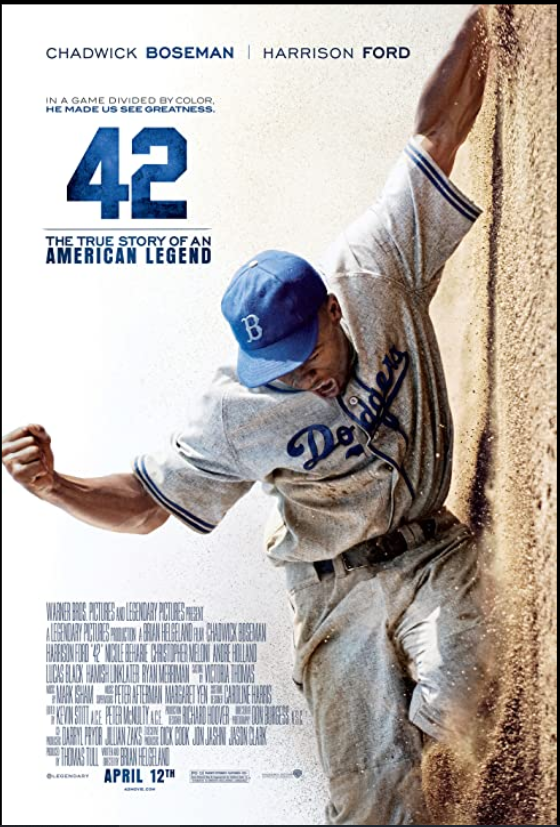 CHADWICK BOSEMAN | HARRISON FORD
IN A GAME DIVIDED BY COLOR,
HE MADE US SEE GREATNESS.
42
THE TRUE STORY OF AN
AMERICAN LEGEND
B
Dodgers
WARNER BROS. PICTURES AND LEGENDARY PICTURES PRESENT
A LEGENDARY PICTURES PRODUCTION A BRIAN HELGELAND FILM CHADWICK BOSEMAN
HARRISON FORD "42" NICOLE BEHARIE CHRISTOPHER MELONI ANDRE HOLLAND
LUCAS BLACK HAMISH LINKLATER RYAN MERRIMAN VICTORIA THOMAS
MARK ISHAM PETER AFTERMAN MARGARET YEN CAROLINE HARRIS
KEVIN STITT A.C.E. PETER McNULTY A.C.E. RICHARD HOOVER DON BURGESS A.S.C.
DARRYL PRYOR JILLIAN ZAKS DICK COOK JON JASHNI JASON CLARK
THOMAS TULL BRIAN HELGELAND
LEGENDARY APRIL 12TH
42MOVIE.COM